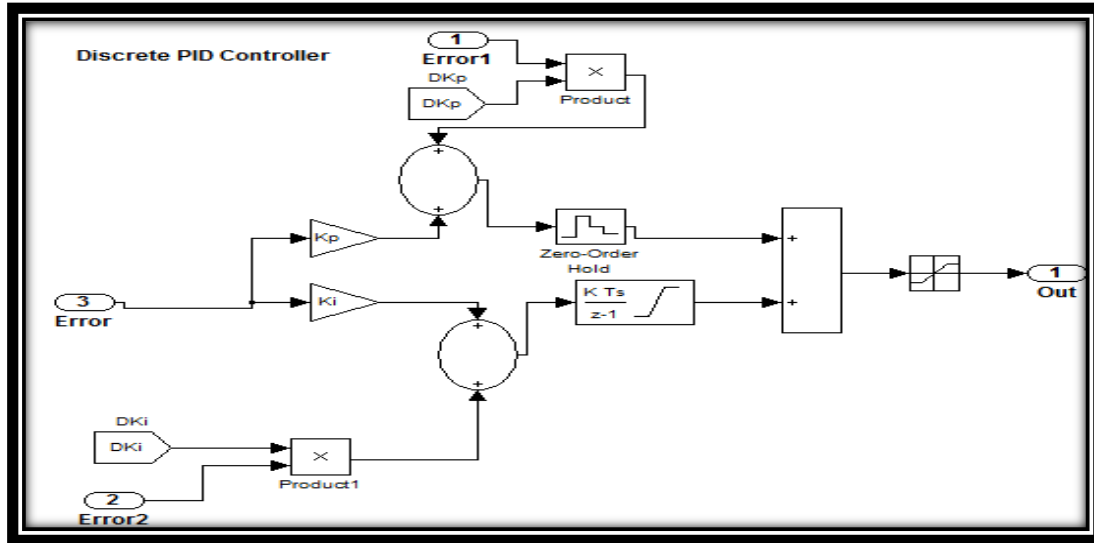 Discrete PID Controller
1
Error1
DKp
DKp
×
Product
+
+
Kp
Zero-Order
Hold
+
3
Error
Ki
+
+
K Ts
z-1
+
1
Out
DKi
DKi
×
Product1
2
Error2